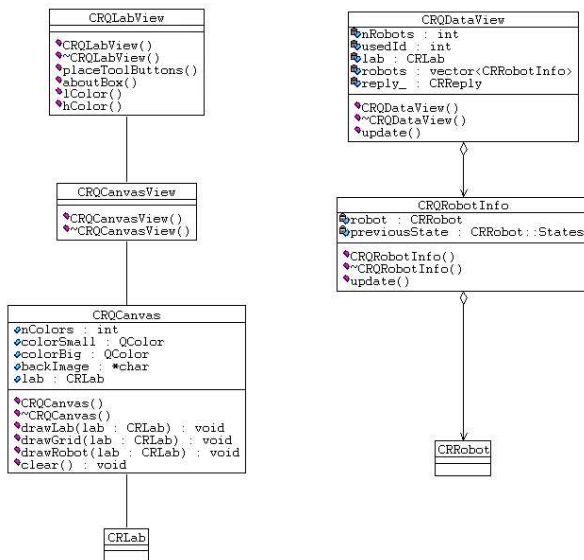 CRQLabView
CRQLabView()
~CRQLabView()
placeToolButtons()
aboutBox()
lColor()
hColor()
CRQCanvasView
CRQCanvasView()
~CRQCanvasView()
CRQCanvas
nColors : int
colorSmall : QColor
colorBig : QColor
backImage : *char
lab : CRLab
CRQCanvas()
~CRQCanvas()
drawLab(lab : CRLab) : void
drawGrid(lab : CRLab) : void
drawRobot(lab : CRLab) : void
clear() : void
CRLab
CRQDataView
nRobots : int
usedId : int
lab : CRLab
robots : vector<CRRobotInfo>
reply_ : CRReply
CRQDataView()
~CRQDataView()
update()
CRQRobotInfo
robot : CRRobot
previousState : CRRobot::States
CRQRobotInfo()
~CRQRobotInfo()
update()
CRRobot